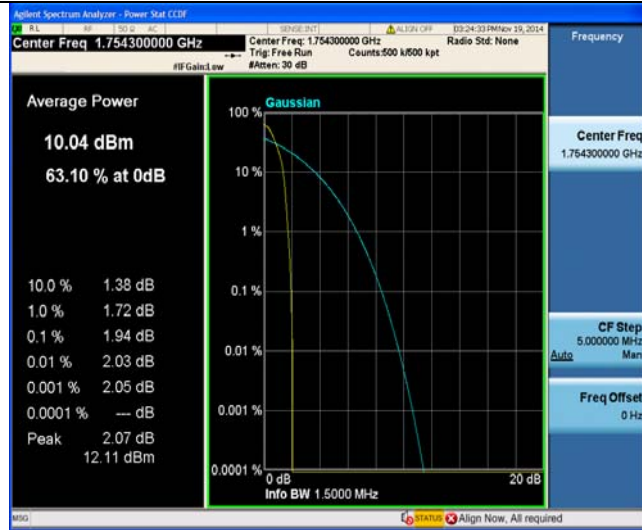 Agilent Spectrum Analyzer - Power Stat CCDF
RL RF 50 Ω AC SENSE:INT ALIGN OFF 03:24:33 PM Nov 19, 2014
Center Freq 1.754300000 GHz
Center Freq: 1.754300000 GHz Radio Std: None
Trig: Free Run Counts:500 k/500 kpt
#IFGain:Low #Atten: 30 dB
Frequency
Average Power
10.04 dBm
63.10 % at 0dB
10.0 % 1.38 dB
1.0 % 1.72 dB
0.1 % 1.94 dB
0.01 % 2.03 dB
0.001 % 2.05 dB
0.0001 % --- dB
Peak 2.07 dB
12.11 dBm
Gaussian
100 %
10 %
1 %
0.1 %
0.01 %
0.001 %
0.0001 %
0 dB 20 dB
Info BW 1.5000 MHz
Center Freq
1.754300000 GHz
CF Step
5.000000 MHz
Auto Man
Freq Offset
0 Hz
MSG STATUS Align Now, All required